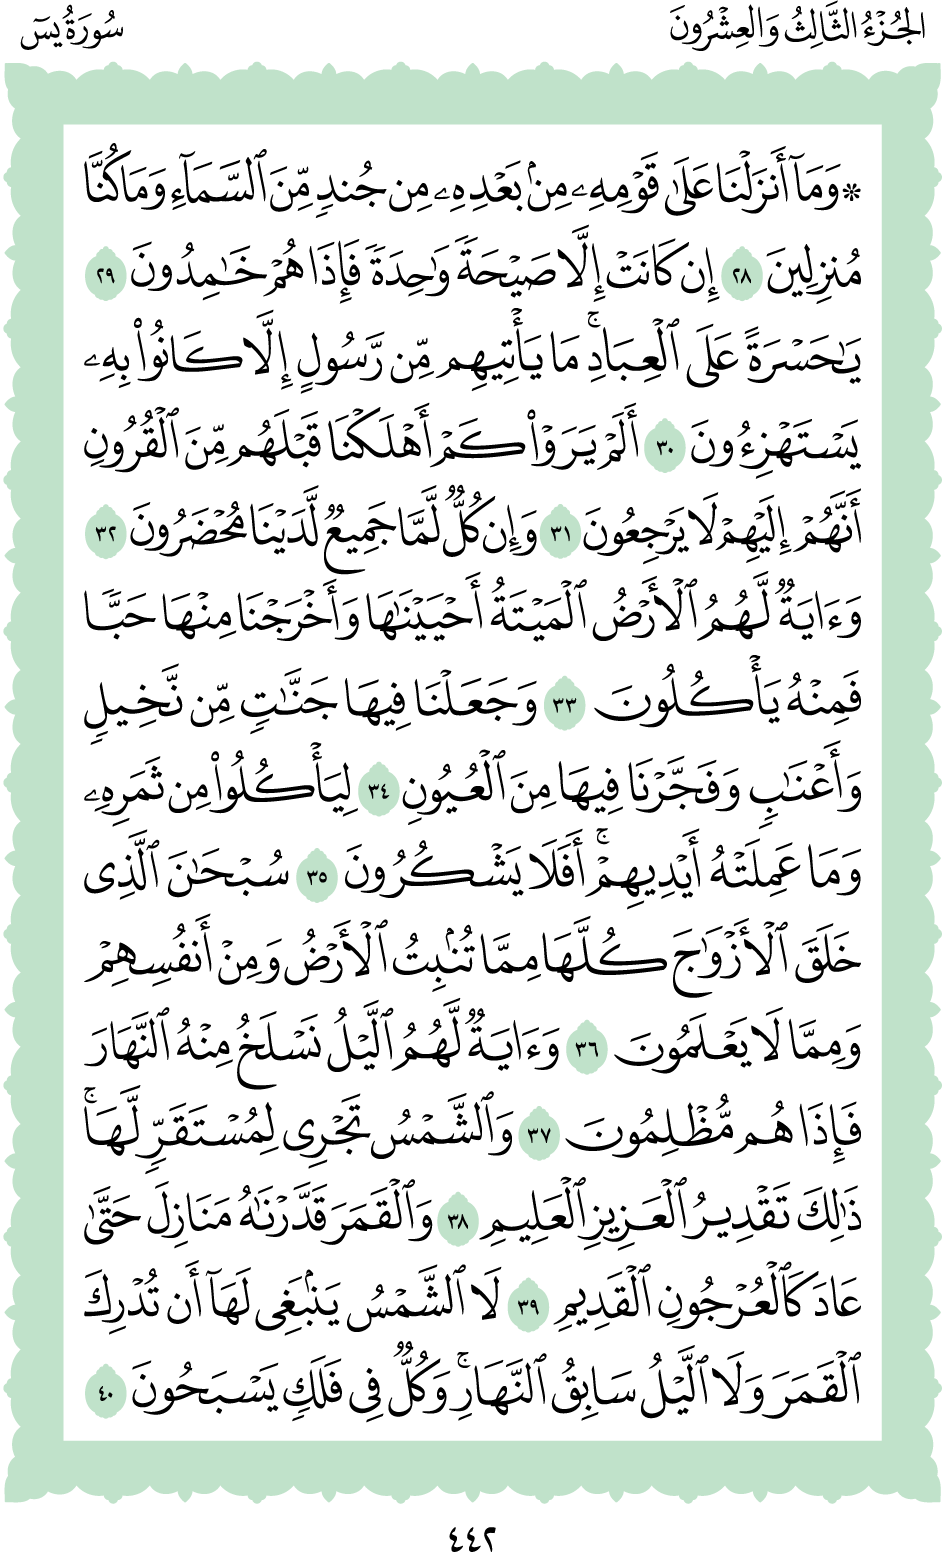 الجُزْءُ الثَّالِثُ وَالعِشْرُونَ
سُورَةُ يسٓ
۞وَمَآ أَنزَلۡنَا عَلَىٰ قَوۡمِهِۦ مِنۢ بَعۡدِهِۦ مِن جُندٖ مِّنَ ٱلسَّمَآءِ وَمَا كُنَّا
مُنزِلِينَ ٢٨ إِن كَانَتۡ إِلَّا صَيۡحَةٗ وَٰحِدَةٗ فَإِذَا هُمۡ خَٰمِدُونَ ٢٩
يَٰحَسۡرَةً عَلَى ٱلۡعِبَادِۚ مَا يَأۡتِيهِم مِّن رَّسُولٍ إِلَّا كَانُواْ بِهِۦ
يَسۡتَهۡزِءُونَ ٣٠ أَلَمۡ يَرَوۡاْ كَمۡ أَهۡلَكۡنَا قَبۡلَهُم مِّنَ ٱلۡقُرُونِ
أَنَّهُمۡ إِلَيۡهِمۡ لَا يَرۡجِعُونَ ٣١ وَإِن كُلّٞ لَّمَّا جَمِيعٞ لَّدَيۡنَا مُحۡضَرُونَ ٣٢
وَءَايَةٞ لَّهُمُ ٱلۡأَرۡضُ ٱلۡمَيۡتَةُ أَحۡيَيۡنَٰهَا وَأَخۡرَجۡنَا مِنۡهَا حَبّٗا
فَمِنۡهُ يَأۡكُلُونَ ٣٣ وَجَعَلۡنَا فِيهَا جَنَّٰتٖ مِّن نَّخِيلٖ
وَأَعۡنَٰبٖ وَفَجَّرۡنَا فِيهَا مِنَ ٱلۡعُيُونِ ٣٤ لِيَأۡكُلُواْ مِن ثَمَرِهِۦ
وَمَا عَمِلَتۡهُ أَيۡدِيهِمۡۚ أَفَلَا يَشۡكُرُونَ ٣٥ سُبۡحَٰنَ ٱلَّذِي
خَلَقَ ٱلۡأَزۡوَٰجَ كُلَّهَا مِمَّا تُنۢبِتُ ٱلۡأَرۡضُ وَمِنۡ أَنفُسِهِمۡ
وَمِمَّا لَا يَعۡلَمُونَ ٣٦ وَءَايَةٞ لَّهُمُ ٱلَّيۡلُ نَسۡلَخُ مِنۡهُ ٱلنَّهَارَ
فَإِذَا هُم مُّظۡلِمُونَ ٣٧ وَٱلشَّمۡسُ تَجۡرِي لِمُسۡتَقَرّٖ لَّهَاۚ
ذَٰلِكَ تَقۡدِيرُ ٱلۡعَزِيزِ ٱلۡعَلِيمِ ٣٨ وَٱلۡقَمَرَ قَدَّرۡنَٰهُ مَنَازِلَ حَتَّىٰ
عَادَ كَٱلۡعُرۡجُونِ ٱلۡقَدِيمِ ٣٩ لَا ٱلشَّمۡسُ يَنۢبَغِي لَهَآ أَن تُدۡرِكَ
ٱلۡقَمَرَ وَلَا ٱلَّيۡلُ سَابِقُ ٱلنَّهَارِۚ وَكُلّٞ فِي فَلَكٖ يَسۡبَحُونَ ٤٠
٤٤٢